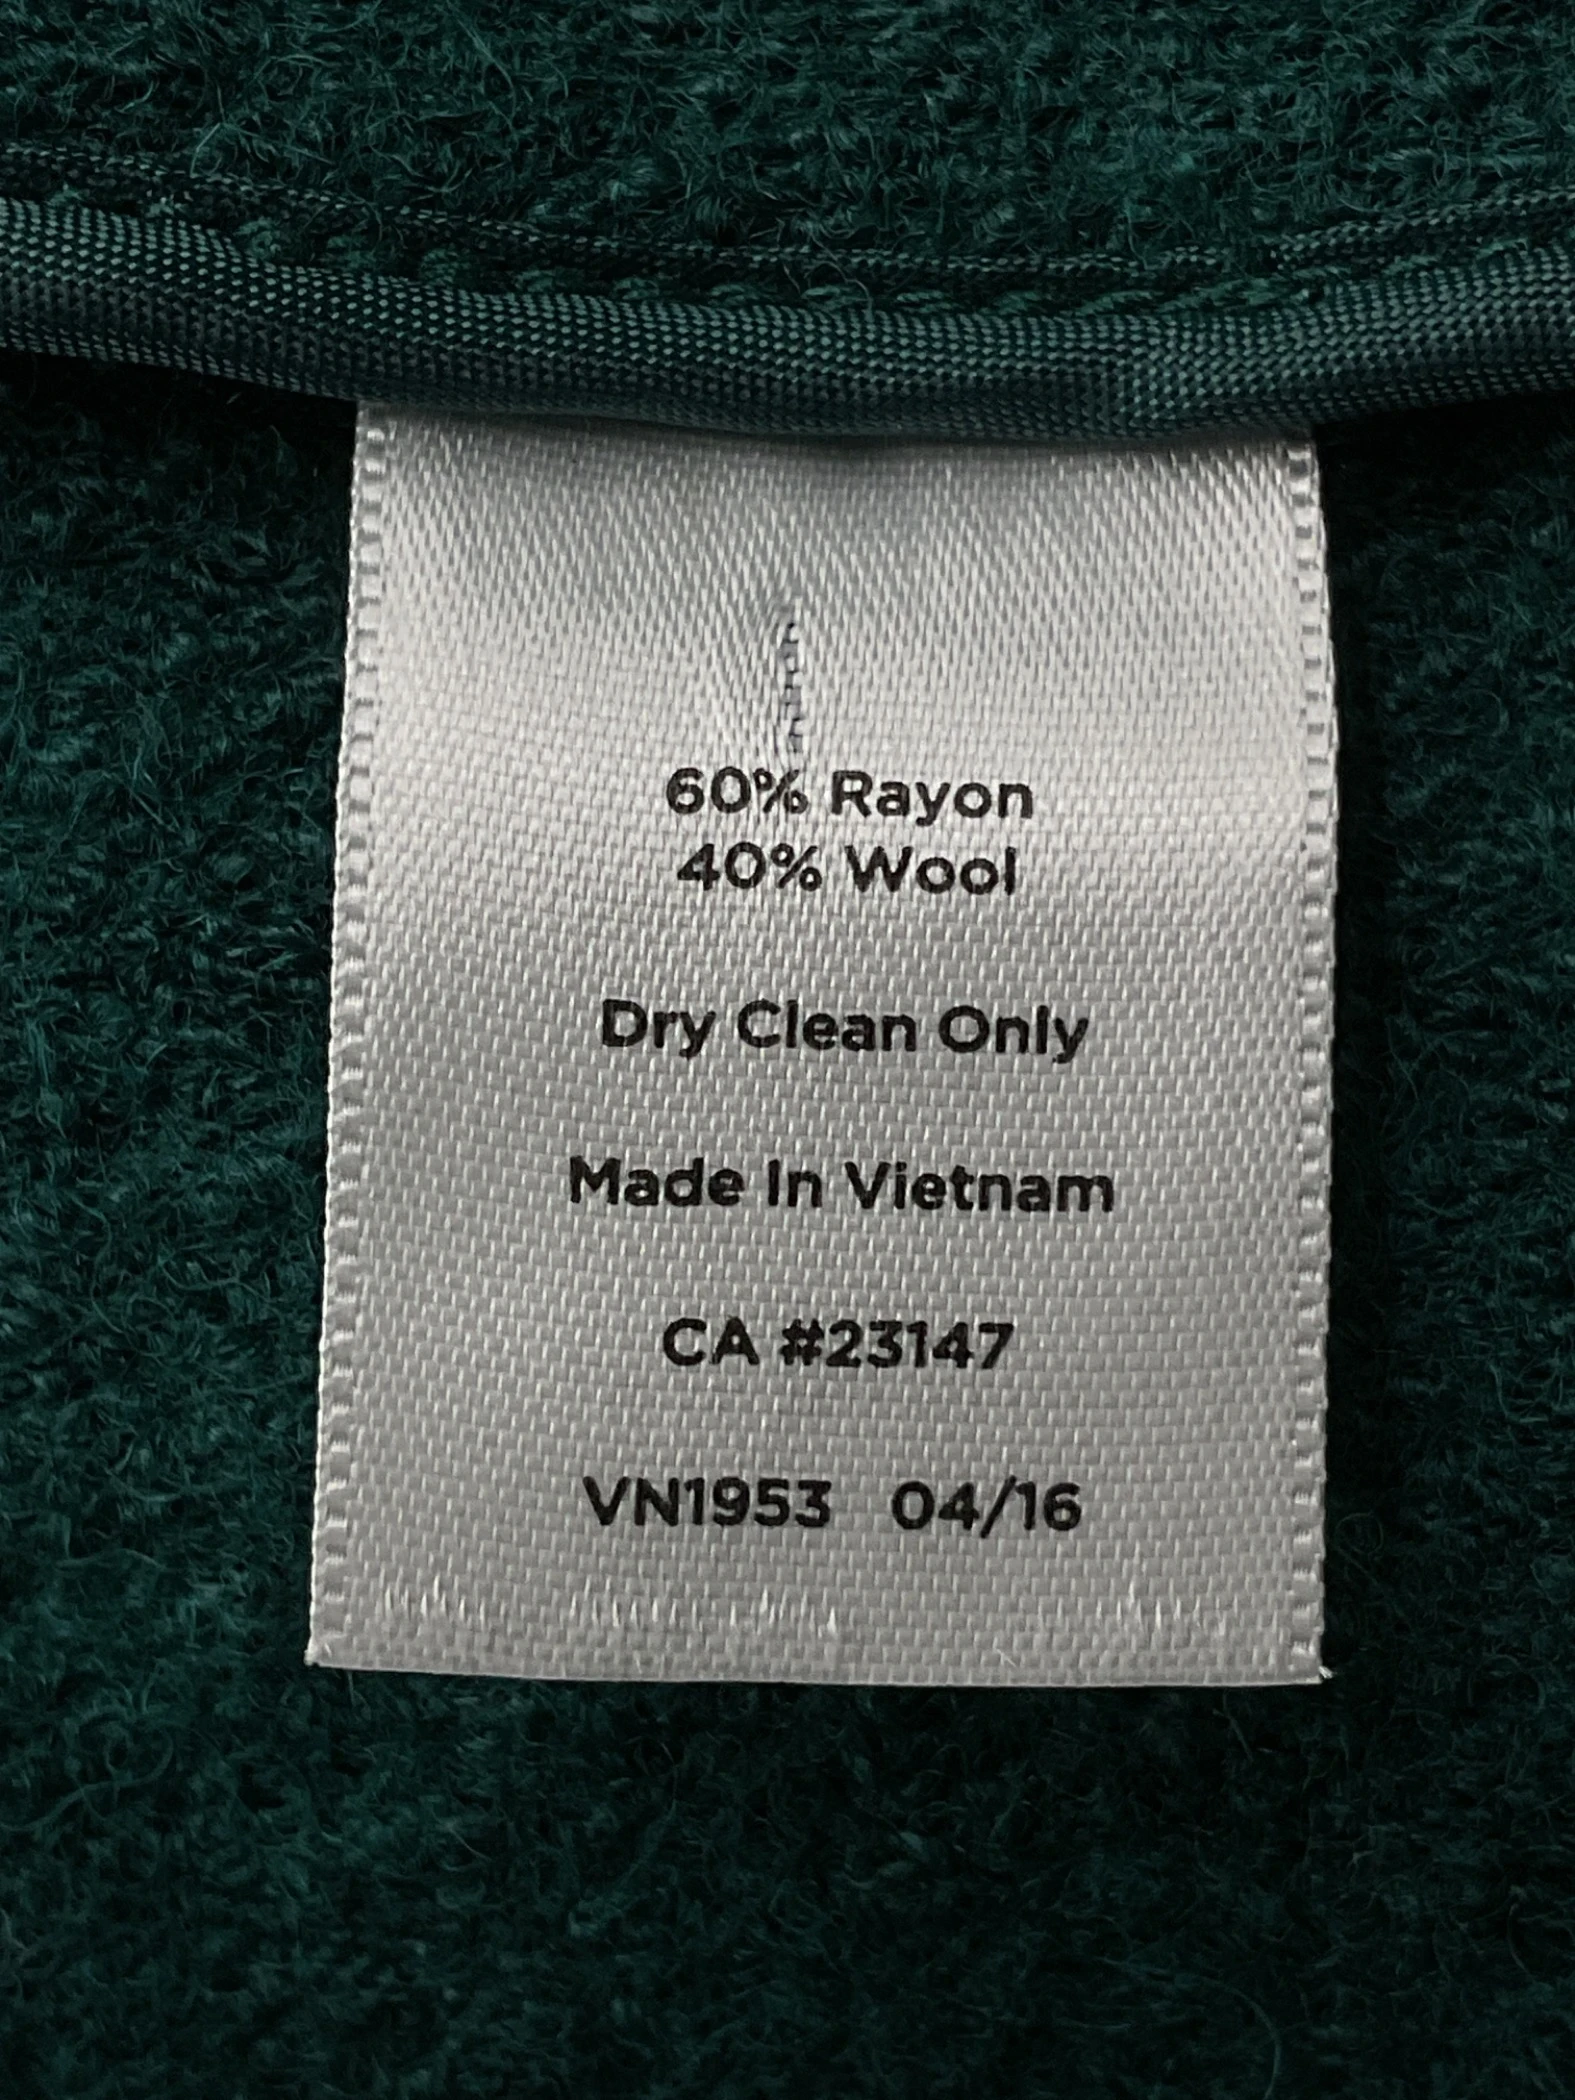 60% Rayon
40% Wool
Dry Clean Only
Made In Vietnam
CA #23147
VN1953 04/16